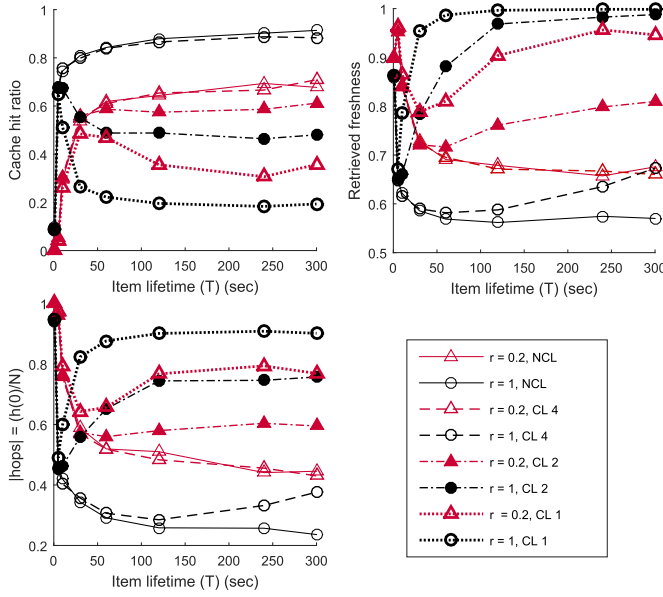 1
0.8
0.6
0.4
0.2
0
0 50 100 150 200 250 300
Item lifetime (T) (sec)
Cache hit ratio
1
0.9
0.8
0.7
0.6
0.5
0 50 100 150 200 250 300
Item lifetime (T) (sec)
Retrieved freshness
1
0.8
0.6
0.4
0.2
0 50 100 150 200 250 300
Item lifetime (T) (sec)
|hops| = (h(0)/N)
r = 0.2, NCL
r = 1, NCL
r = 0.2, CL 4
r = 1, CL 4
r = 0.2, CL 2
r = 1, CL 2
r = 0.2, CL 1
r = 1, CL 1